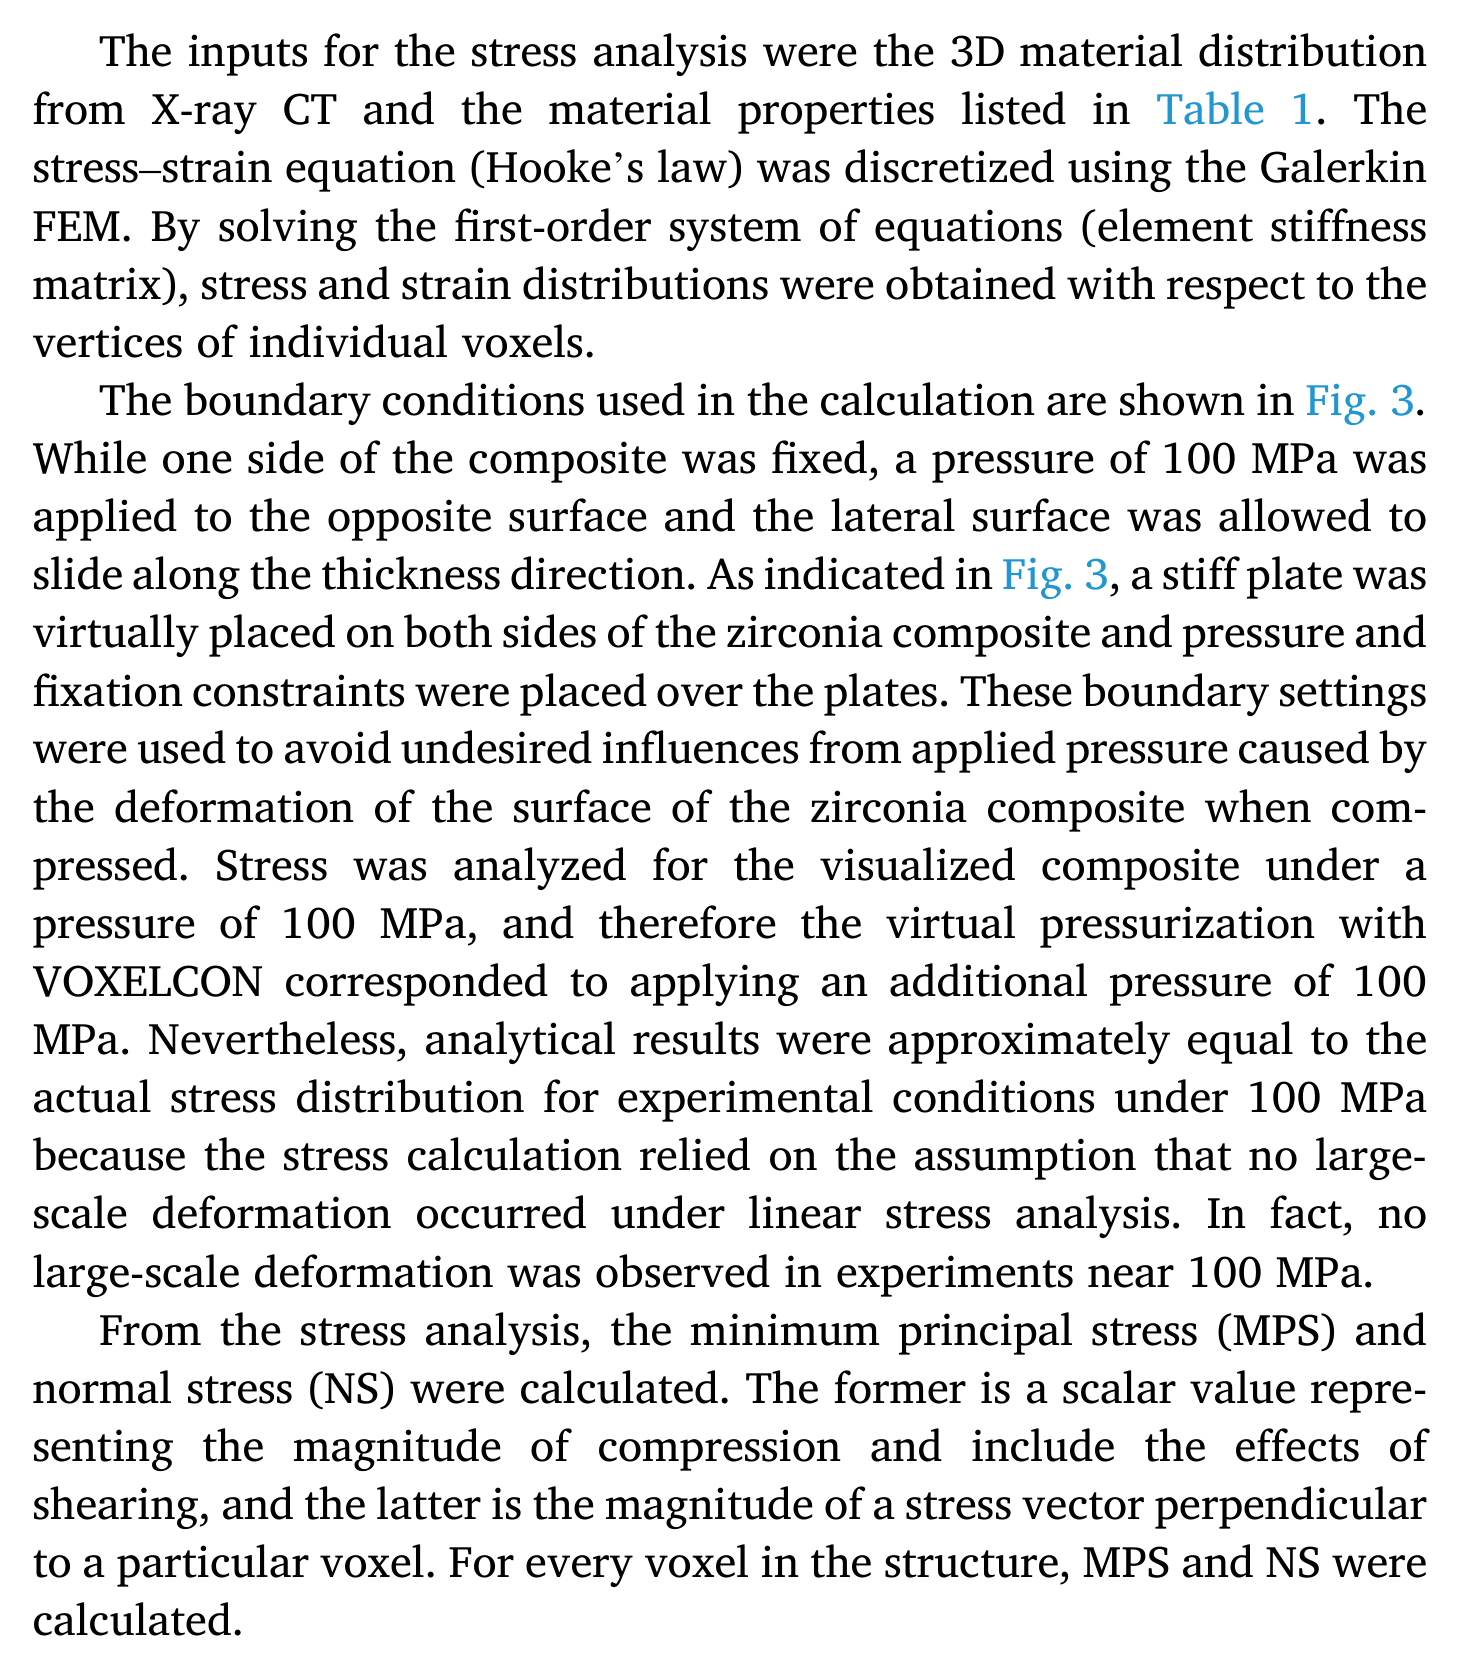 The inputs for the stress analysis were the 3D material distribution
from X-ray CT and the material properties listed in Table 1. The
stress–strain equation (Hooke’s law) was discretized using the Galerkin
FEM. By solving the first-order system of equations (element stiffness
matrix), stress and strain distributions were obtained with respect to the
vertices of individual voxels.
The boundary conditions used in the calculation are shown in Fig. 3.
While one side of the composite was fixed, a pressure of 100 MPa was
applied to the opposite surface and the lateral surface was allowed to
slide along the thickness direction. As indicated in Fig. 3, a stiff plate was
virtually placed on both sides of the zirconia composite and pressure and
fixation constraints were placed over the plates. These boundary settings
were used to avoid undesired influences from applied pressure caused by
the deformation of the surface of the zirconia composite when com-
pressed. Stress was analyzed for the visualized composite under a
pressure of 100 MPa, and therefore the virtual pressurization with
VOXELCON corresponded to applying an additional pressure of 100
MPa. Nevertheless, analytical results were approximately equal to the
actual stress distribution for experimental conditions under 100 MPa
because the stress calculation relied on the assumption that no large-
scale deformation occurred under linear stress analysis. In fact, no
large-scale deformation was observed in experiments near 100 MPa.
From the stress analysis, the minimum principal stress (MPS) and
normal stress (NS) were calculated. The former is a scalar value repre-
senting the magnitude of compression and include the effects of
shearing, and the latter is the magnitude of a stress vector perpendicular
to a particular voxel. For every voxel in the structure, MPS and NS were
calculated.